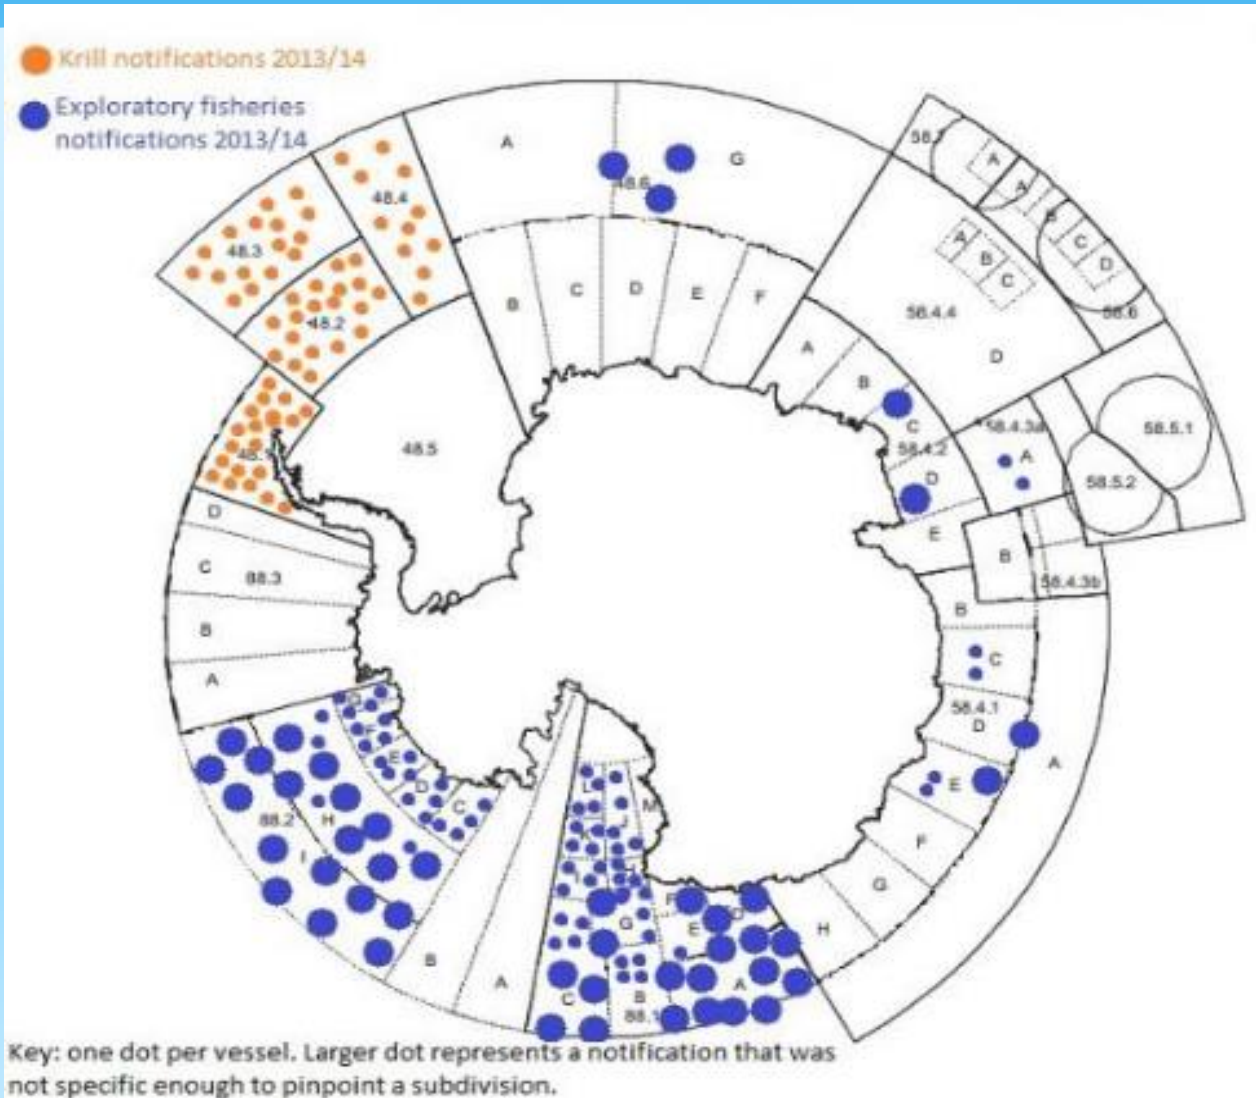 Krill notifications 2013/14
Exploratory fisheries
notifications 2013/14
A
G
48.6
48.4
48.3
48.2
B
C
D
E
F
58.7
A
A
B
C
D
A
B
C
58.6
58.4.4
D
A
B
C
58.4.2
D
E
58.4.3a
A
58.5.1
58.5.2
B
58.4.3b
48.5
48.1
D
C
88.3
B
A
B
C
58.4.1
D
A
E
F
G
H
G
F
E
D
C
88.2
H
I
B
A
L
M
J
K
I
H
G
F
D
E
C
B
A
88.1
Key: one dot per vessel. Larger dot represents a notification that was
not specific enough to pinpoint a subdivision.